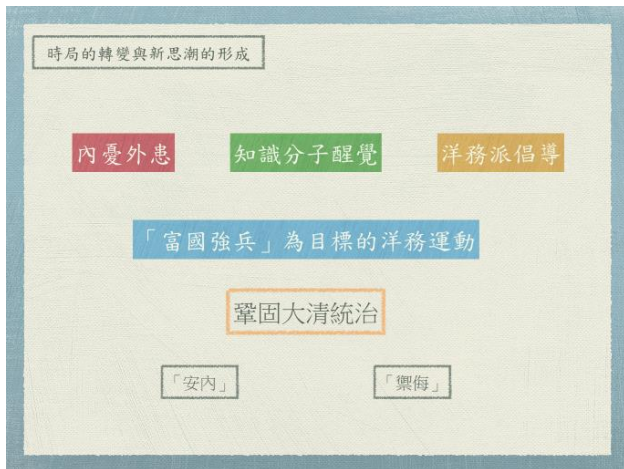 時局的轉變與新思潮的形成
內憂外患
知識分子醒覺
洋務派倡導
「富國強兵」為目標的洋務運動
鞏固大清統治
「安內」
「禦侮」